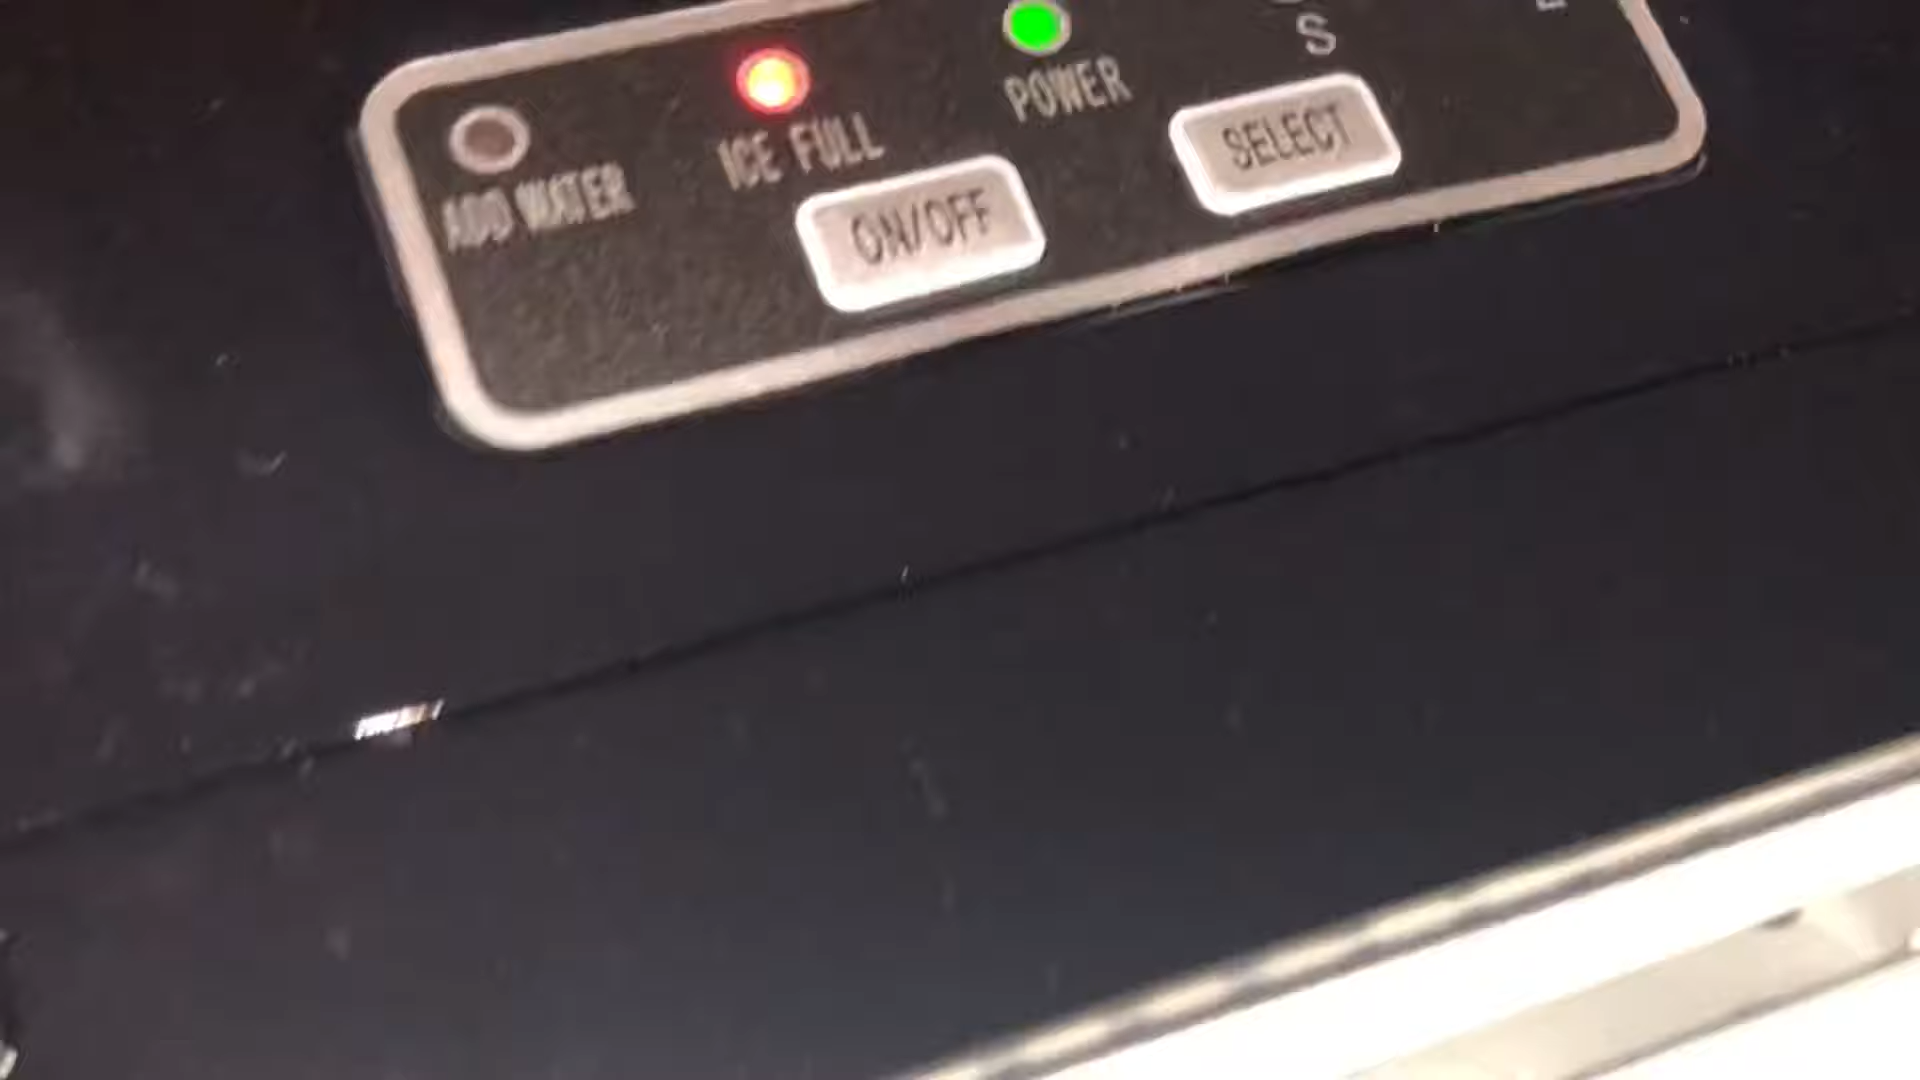 S
POWER
ICE FULL
ADD WATER
SELECT
ON/OFF